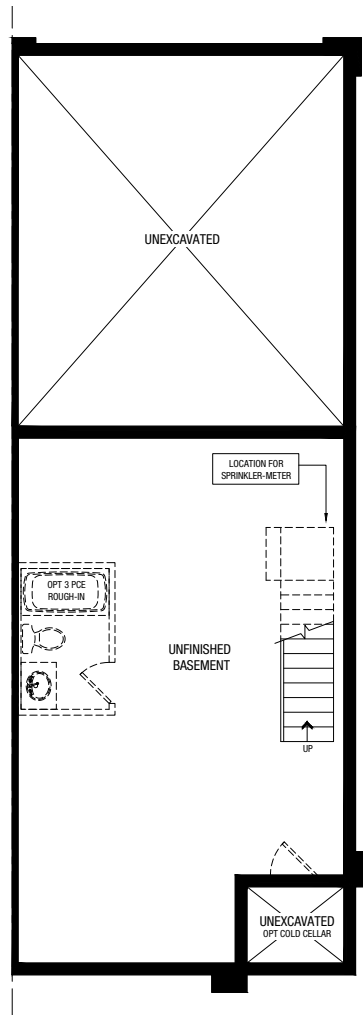 UNEXCAVATED
LOCATION FOR
SPRINKLER-METER
OPT 3 PCE
ROUGH-IN
UNFINISHED
BASEMENT
UP
UNEXCAVATED
OPT COLD CELLAR